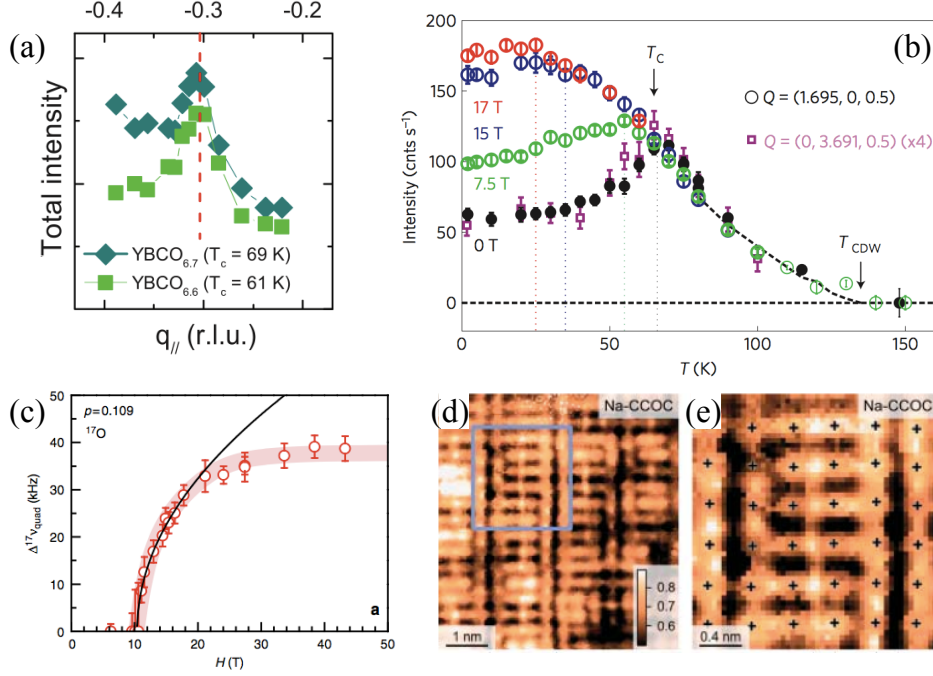 (a)
-0.4 -0.3 -0.2
Total intensity
YBCO6.7 (Tc = 69 K)
YBCO6.6 (Tc = 61 K)
q// (r.l.u.)
(b)
200
150
100
50
0
Intensity (cnts s⁻¹)
TC
17 T
15 T
7.5 T
0 T
Q = (1.695, 0, 0.5)
Q = (0, 3.691, 0.5) (x4)
TCDW
0 50 100 150
T (K)
(c)
50
40
30
20
10
0
p=0.109
¹⁷O
Δ¹⁷νquad (kHz)
a
0 10 20 30 40 50
H (T)
(d)
Na-CCOC
0.8
0.7
0.6
1 nm
(e)
Na-CCOC
0.4 nm